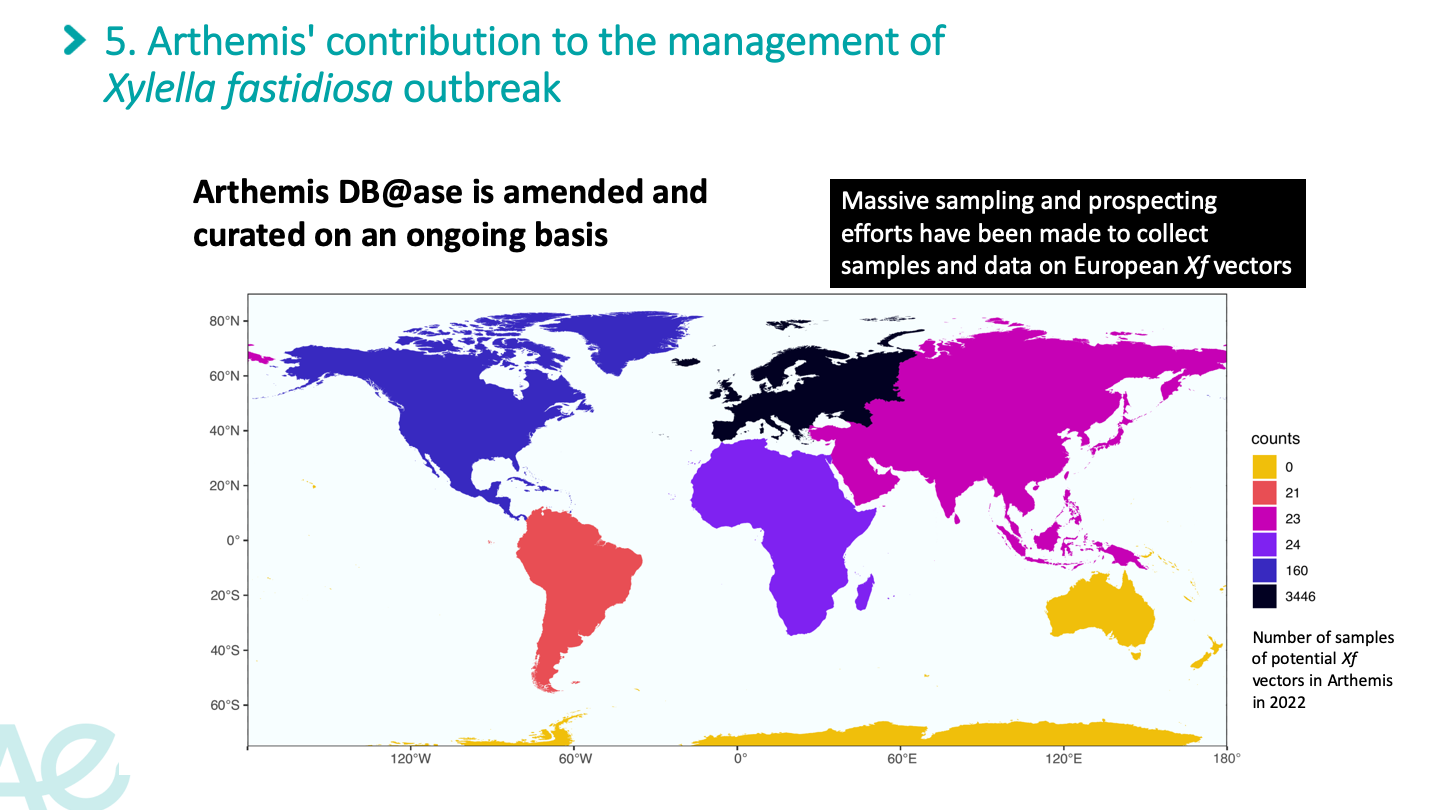 5. Arthemis' contribution to the management of
Xylella fastidiosa outbreak
Arthemis DB@ase is amended and
curated on an ongoing basis
Massive sampling and prospecting
efforts have been made to collect
samples and data on European Xf vectors
80°N
60°N
40°N
20°N
0°
20°S
40°S
60°S
120°W
60°W
0°
60°E
120°E
180°
counts
0
21
23
24
160
3446
Number of samples
of potential Xf
vectors in Arthemis
in 2022
AE